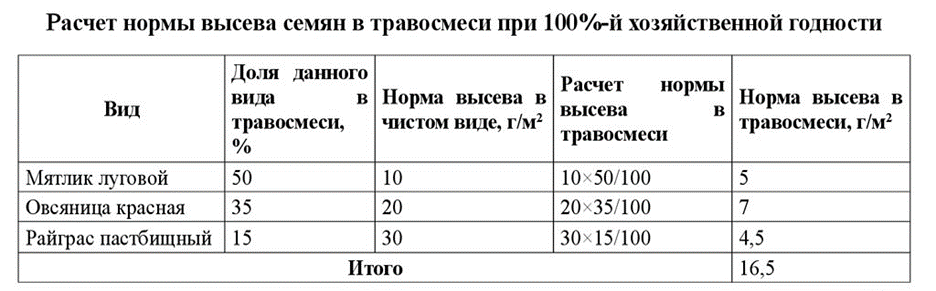 Расчет нормы высева семян в травосмеси при 100%-й хозяйственной годности
Вид
Доля данного
вида в
травосмеси,
%
Норма высева в
чистом виде, г/м²
Расчет нормы
высева в
травосмеси
Норма высева в
травосмеси, г/м²
Мятлик луговой 50 10 10×50/100 5
Овсяница красная 35 20 20×35/100 7
Райграс пастбищный 15 30 30×15/100 4,5
Итого 16,5